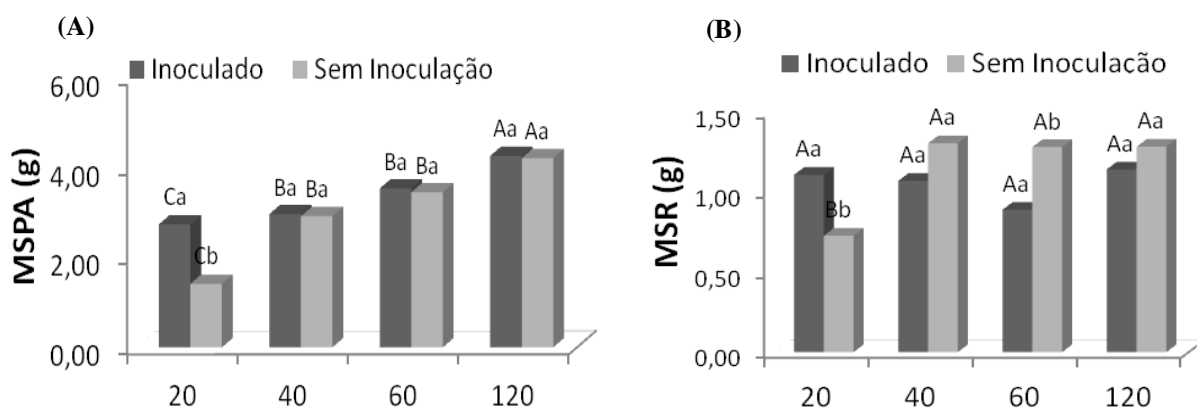 (A)
Inoculado Sem Inoculação
MSPA (g)
6,00
4,00
2,00
0,00
Ca Cb Ba Ba Ba Ba Aa Aa
20 40 60 120
(B)
Inoculado Sem Inoculação
MSR (g)
1,50
1,00
0,50
0,00
Aa Bb Aa Aa Aa Ab Aa Aa
20 40 60 120